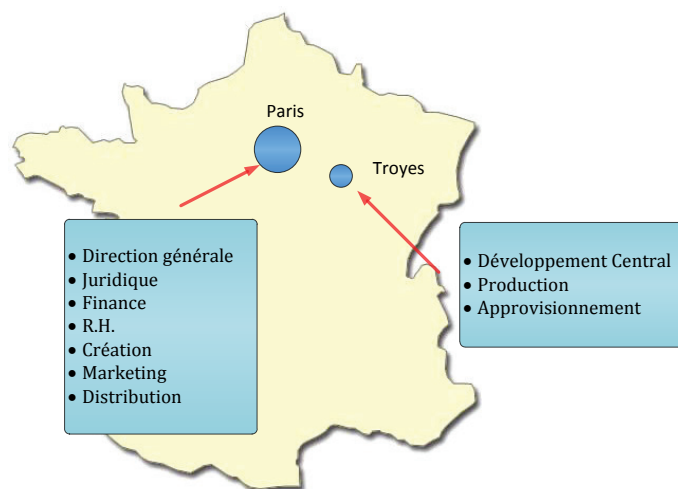 Paris
Troyes
• Direction générale
• Juridique
• Finance
• R.H.
• Création
• Marketing
• Distribution
• Développement Central
• Production
• Approvisionnement